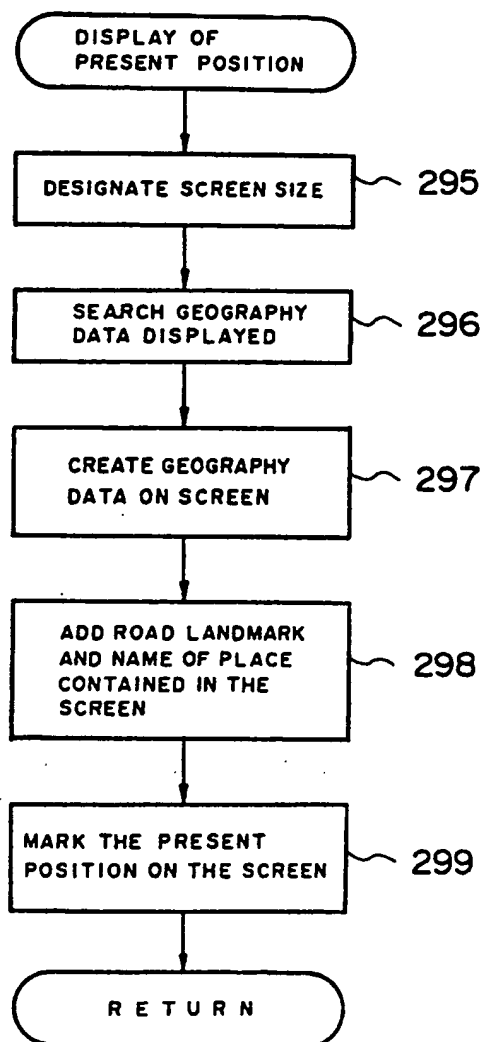 DISPLAY OF
PRESENT POSITION
DESIGNATE SCREEN SIZE
295
SEARCH GEOGRAPHY
DATA DISPLAYED
296
CREATE GEOGRAPHY
DATA ON SCREEN
297
ADD ROAD LANDMARK
AND NAME OF PLACE
CONTAINED IN THE
SCREEN
298
MARK THE PRESENT
POSITION ON THE SCREEN
299
RETURN